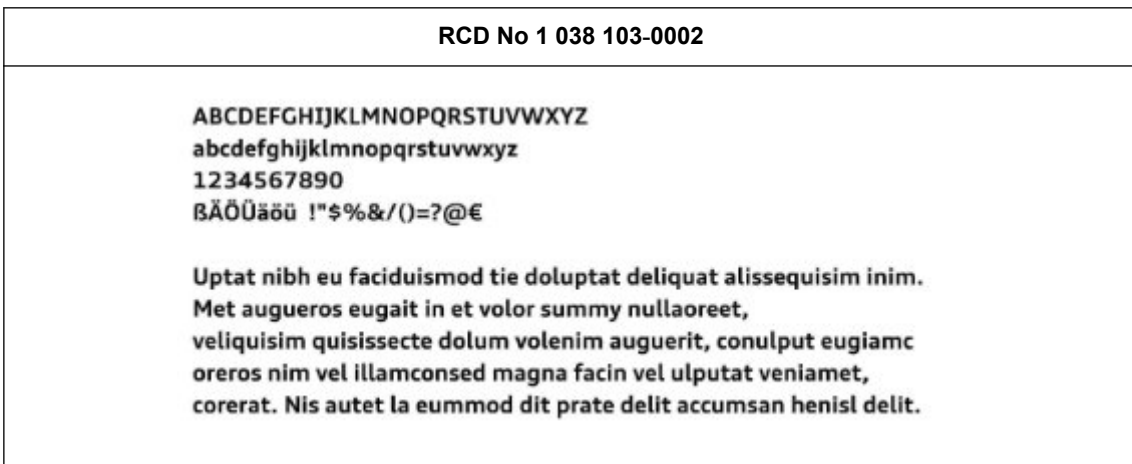 RCD No 1 038 103-0002
ABCDEFGHIJKLMNOPQRSTUVWXYZ
abcdefghijklmnopqrstuvwxyz
1234567890
ßÄÖÜäöü !"$%&/()=?@€
Uptat nibh eu faciduismod tie doluptat deliquat alissequisim inim.
Met augueros eugait in et volor summy nullaoreet,
veliquisim quisissecte dolum volenim auguerit, conulput eugiamc
oreros nim vel illamconsed magna facin vel ulputat veniamet,
corerat. Nis autet la eummod dit prate delit accumsan henisl delit.